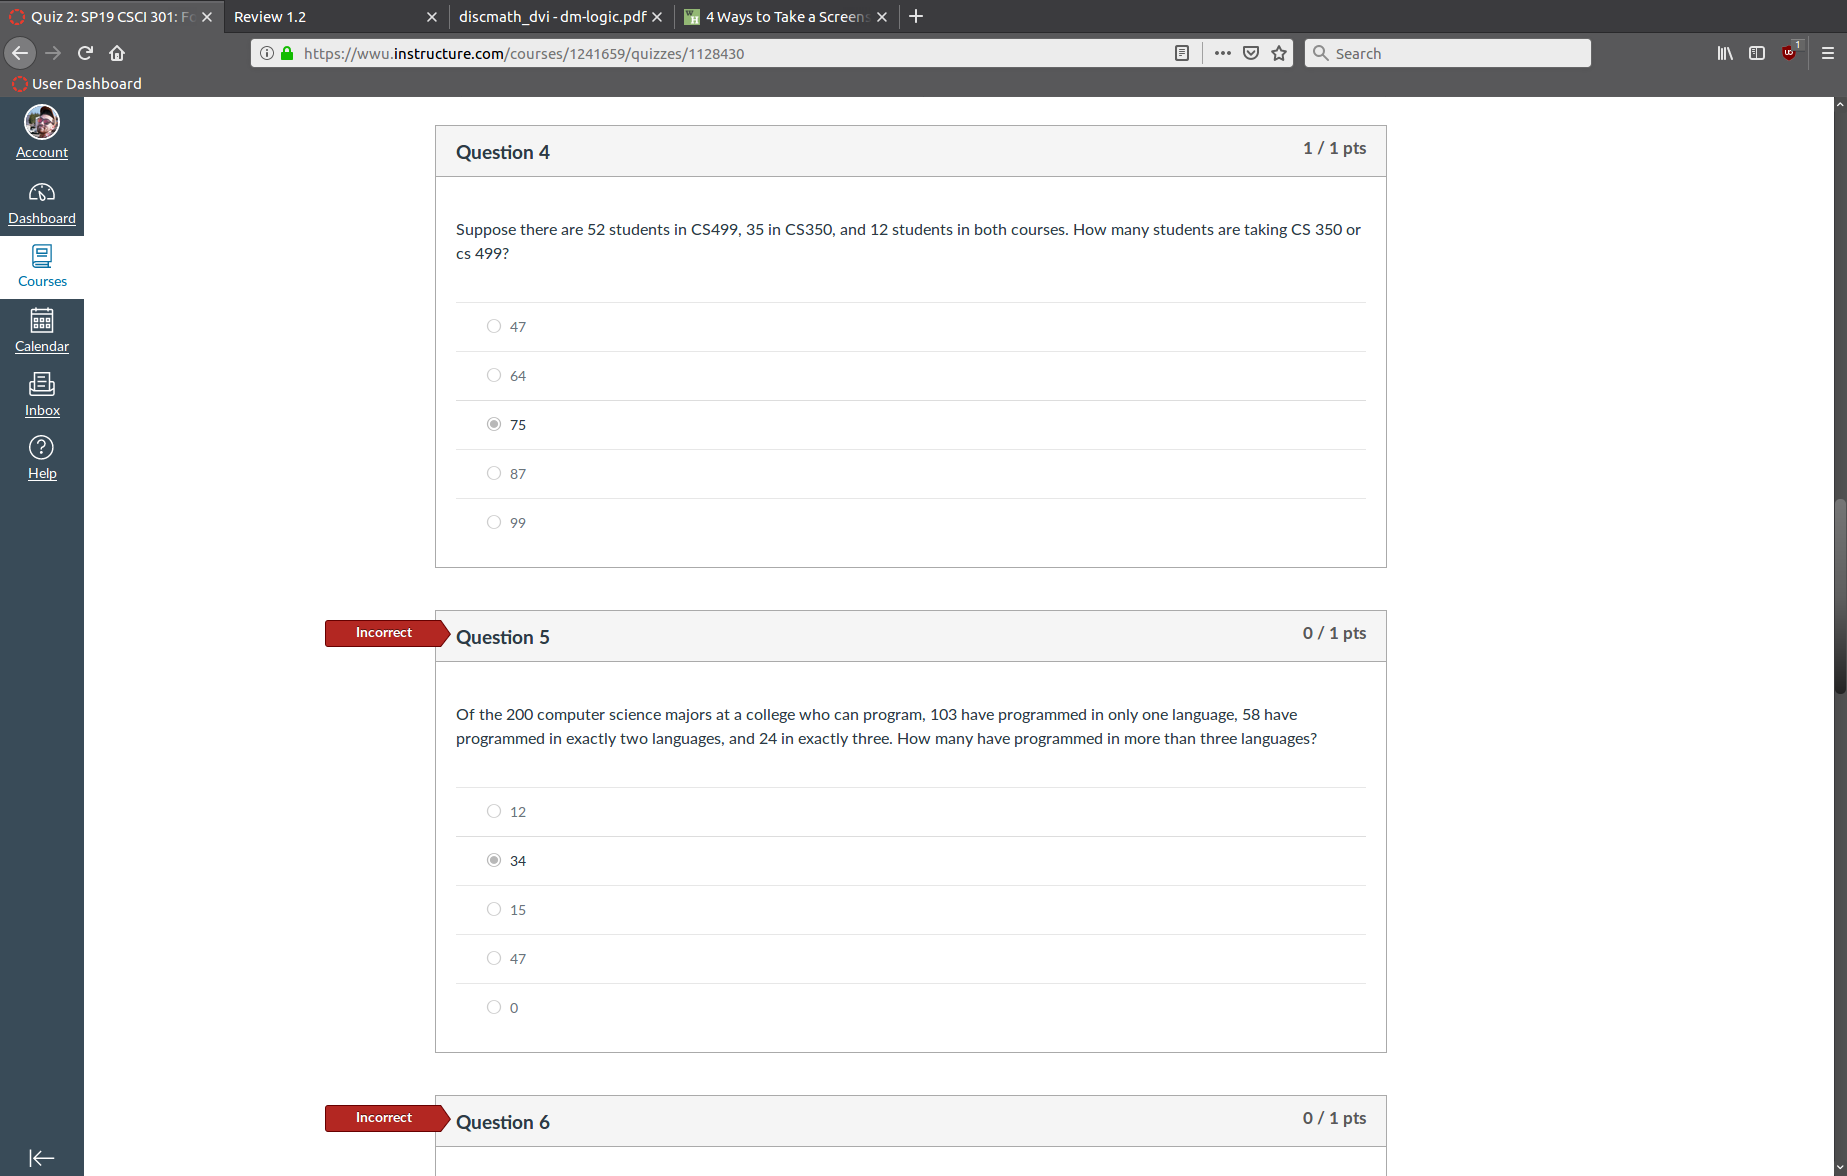 Quiz 2: SP19 CSCI 301: Fo
Review 1.2
discmath_dvi - dm-logic.pdf
4 Ways to Take a Screens
https://wwu.instructure.com/courses/1241659/quizzes/1128430
Search
1
User Dashboard
Account
Dashboard
Courses
Calendar
Inbox
Help
Question 4
1 / 1 pts
Suppose there are 52 students in CS499, 35 in CS350, and 12 students in both courses. How many students are taking CS 350 or
cs 499?
47
64
75
87
99
Incorrect
Question 5
0 / 1 pts
Of the 200 computer science majors at a college who can program, 103 have programmed in only one language, 58 have
programmed in exactly two languages, and 24 in exactly three. How many have programmed in more than three languages?
12
34
15
47
0
Incorrect
Question 6
0 / 1 pts